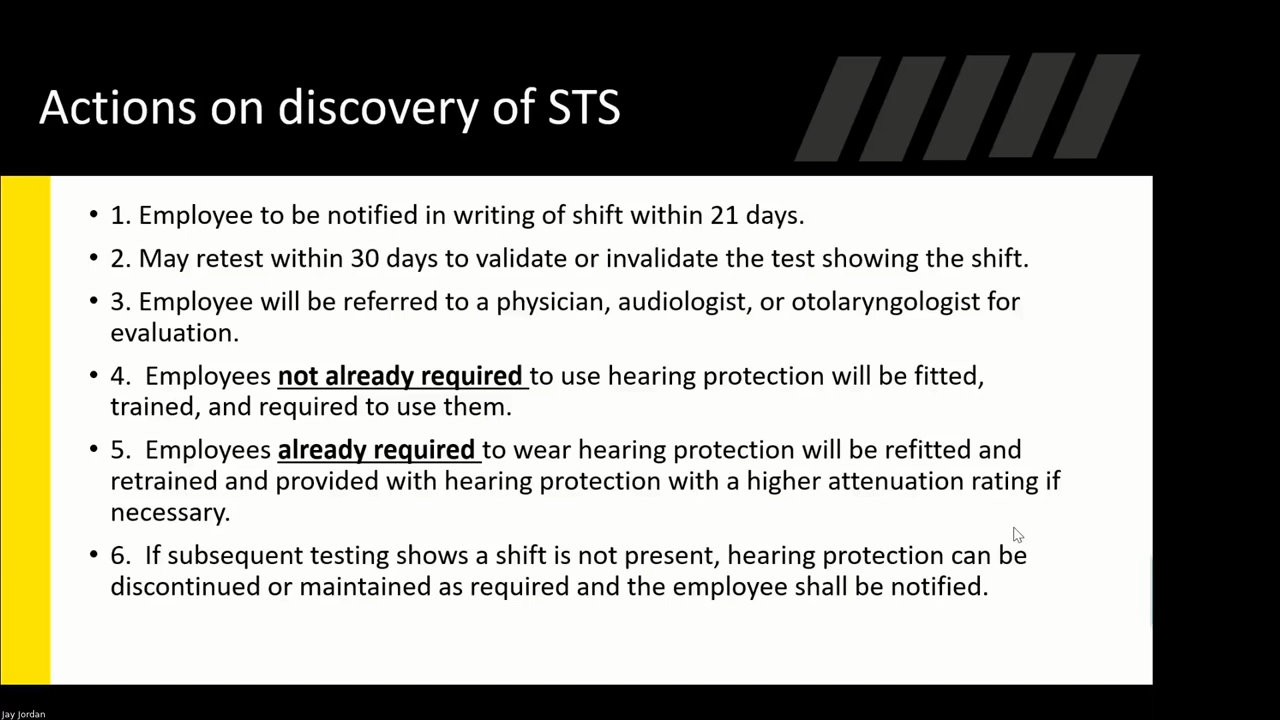 Actions on discovery of STS
• 1. Employee to be notified in writing of shift within 21 days.
• 2. May retest within 30 days to validate or invalidate the test showing the shift.
• 3. Employee will be referred to a physician, audiologist, or otolaryngologist for
evaluation.
• 4.  Employees not already required to use hearing protection will be fitted,
trained, and required to use them.
• 5.  Employees already required to wear hearing protection will be refitted and
retrained and provided with hearing protection with a higher attenuation rating if
necessary.
• 6.  If subsequent testing shows a shift is not present, hearing protection can be
discontinued or maintained as required and the employee shall be notified.
Jay Jordan